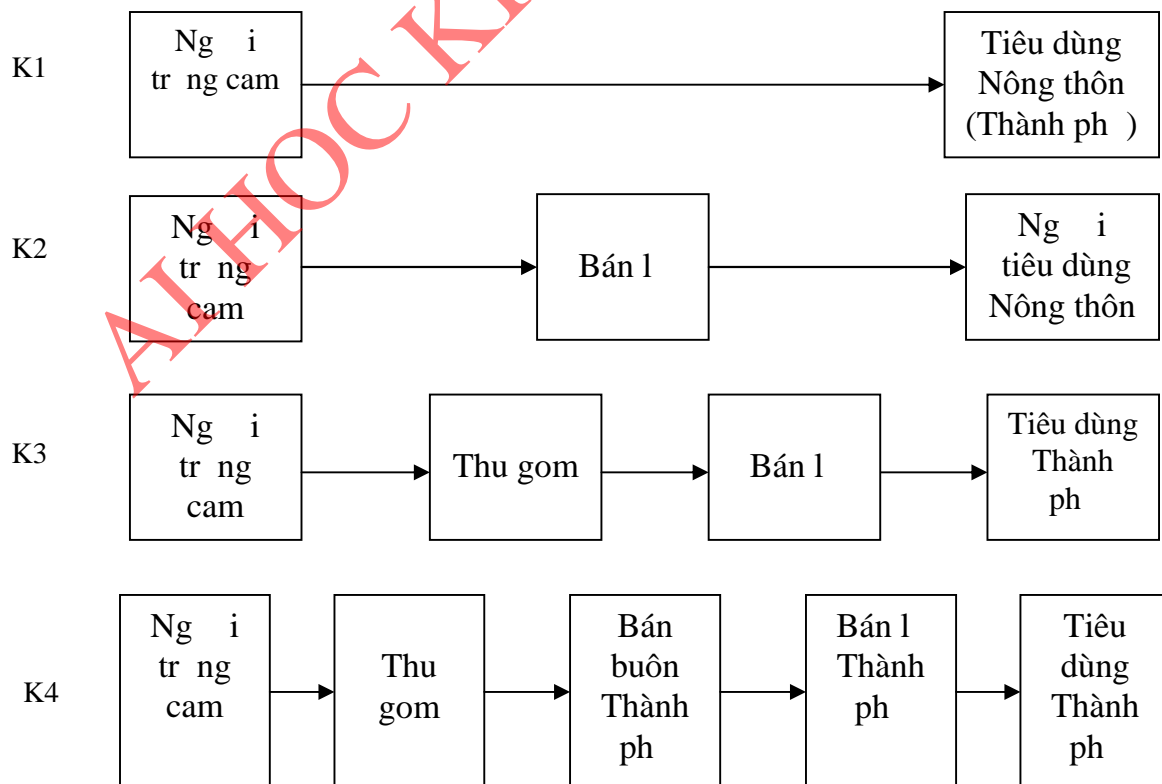 K1
Ng i
tr ng cam
Tiêu dùng
Nông thôn
(Thành ph )
K2
Ng i
tr ng
cam
Bán l
Ng i
tiêu dùng
Nông thôn
K3
Ng i
tr ng
cam
Thu gom
Bán l
Tiêu dùng
Thành
ph
K4
Ng i
tr ng
cam
Thu
gom
Bán
buôn
Thành
ph
Bán l
Thành
ph
Tiêu
dùng
Thành
ph
AI HOC